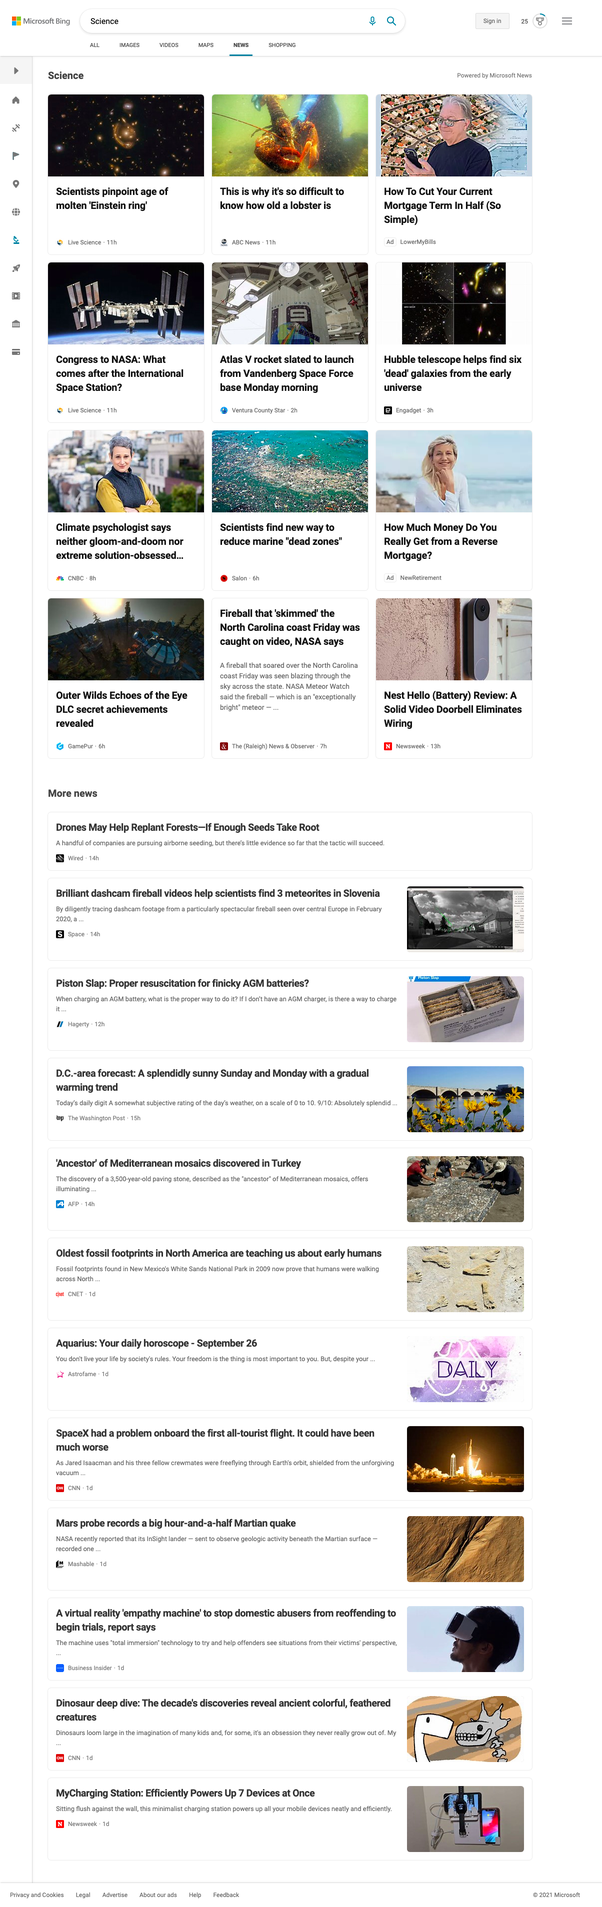 Microsoft Bing
Science
Sign in
25
ALL
IMAGES
VIDEOS
MAPS
NEWS
SHOPPING
Science
Powered by Microsoft News
Scientists pinpoint age of
molten 'Einstein ring'
Live Science · 11h
This is why it's so difficult to
know how old a lobster is
ABC News · 11h
How To Cut Your Current
Mortgage Term In Half (So
Simple)
Ad LowerMyBills
Congress to NASA: What
comes after the International
Space Station?
Live Science · 11h
Atlas V rocket slated to launch
from Vandenberg Space Force
base Monday morning
Ventura County Star · 2h
Hubble telescope helps find six
'dead' galaxies from the early
universe
Engadget · 3h
Climate psychologist says
neither gloom-and-doom nor
extreme solution-obsessed...
CNBC · 8h
Scientists find new way to
reduce marine "dead zones"
Salon · 6h
How Much Money Do You
Really Get from a Reverse
Mortgage?
Ad NewRetirement
Outer Wilds Echoes of the Eye
DLC secret achievements
revealed
GamePur · 6h
Fireball that 'skimmed' the
North Carolina coast Friday was
caught on video, NASA says
A fireball that soared over the North Carolina
coast Friday was seen blazing through the
sky across the state. NASA Meteor Watch
said the fireball — which is an "exceptionally
bright" meteor — ...
The (Raleigh) News & Observer · 7h
Nest Hello (Battery) Review: A
Solid Video Doorbell Eliminates
Wiring
Newsweek · 13h
More news
Drones May Help Replant Forests—If Enough Seeds Take Root
A handful of companies are pursuing airborne seeding, but there's little evidence so far that the tactic will succeed.
Wired · 14h
Brilliant dashcam fireball videos help scientists find 3 meteorites in Slovenia
By diligently tracing dashcam footage from a particularly spectacular fireball seen over central Europe in February
2020, a ...
Space · 14h
Piston Slap: Proper resuscitation for finicky AGM batteries?
When charging an AGM battery, what is the proper way to do it? If I don't have an AGM charger, is there a way to charge
it ...
Hagerty · 12h
Piston Slap
D.C.-area forecast: A splendidly sunny Sunday and Monday with a gradual
warming trend
Today's daily digit A somewhat subjective rating of the day's weather, on a scale of 0 to 10. 9/10: Absolutely splendid ...
The Washington Post · 15h
'Ancestor' of Mediterranean mosaics discovered in Turkey
The discovery of a 3,500-year-old paving stone, described as the "ancestor" of Mediterranean mosaics, offers
illuminating ...
AFP · 14h
Oldest fossil footprints in North America are teaching us about early humans
Fossil footprints found in New Mexico's White Sands National Park in 2009 now prove that humans were walking
across North ...
CNET · 1d
Aquarius: Your daily horoscope - September 26
You don't live your life by society's rules. Your freedom is the thing is most important to you. But, despite your ...
Astrofame · 1d
DAILY
SpaceX had a problem onboard the first all-tourist flight. It could have been
much worse
As Jared Isaacman and his three fellow crewmates were freeflying through Earth's orbit, shielded from the unforgiving
vacuum ...
CNN · 1d
Mars probe records a big hour-and-a-half Martian quake
NASA recently reported that its InSight lander — sent to observe geologic activity beneath the Martian surface —
recorded one ...
Mashable · 1d
A virtual reality 'empathy machine' to stop domestic abusers from reoffending to
begin trials, report says
The machine uses "total immersion" technology to try and help offenders see situations from their victims' perspective,
...
Business Insider · 1d
Dinosaur deep dive: The decade's discoveries reveal ancient colorful, feathered
creatures
Dinosaurs loom large in the imagination of many kids and, for some, it's an obsession they never really grow out of. My
...
CNN · 1d
MyCharging Station: Efficiently Powers Up 7 Devices at Once
Sitting flush against the wall, this minimalist charging station powers up all your mobile devices neatly and efficiently.
Newsweek · 1d
Privacy and Cookies
Legal
Advertise
About our ads
Help
Feedback
© 2021 Microsoft